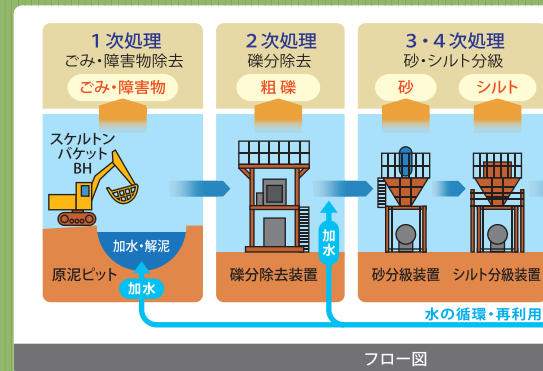 1次処理
ごみ・障害物除去
ごみ・障害物
スケルトン
バケット
BH
加水・解泥
原泥ピット
加水
2次処理
礫分除去
粗礫
加水
礫分除去装置
3・4次処理
砂・シルト分級
砂
シルト
砂分級装置
シルト分級装置
水の循環・再利用
フロー図